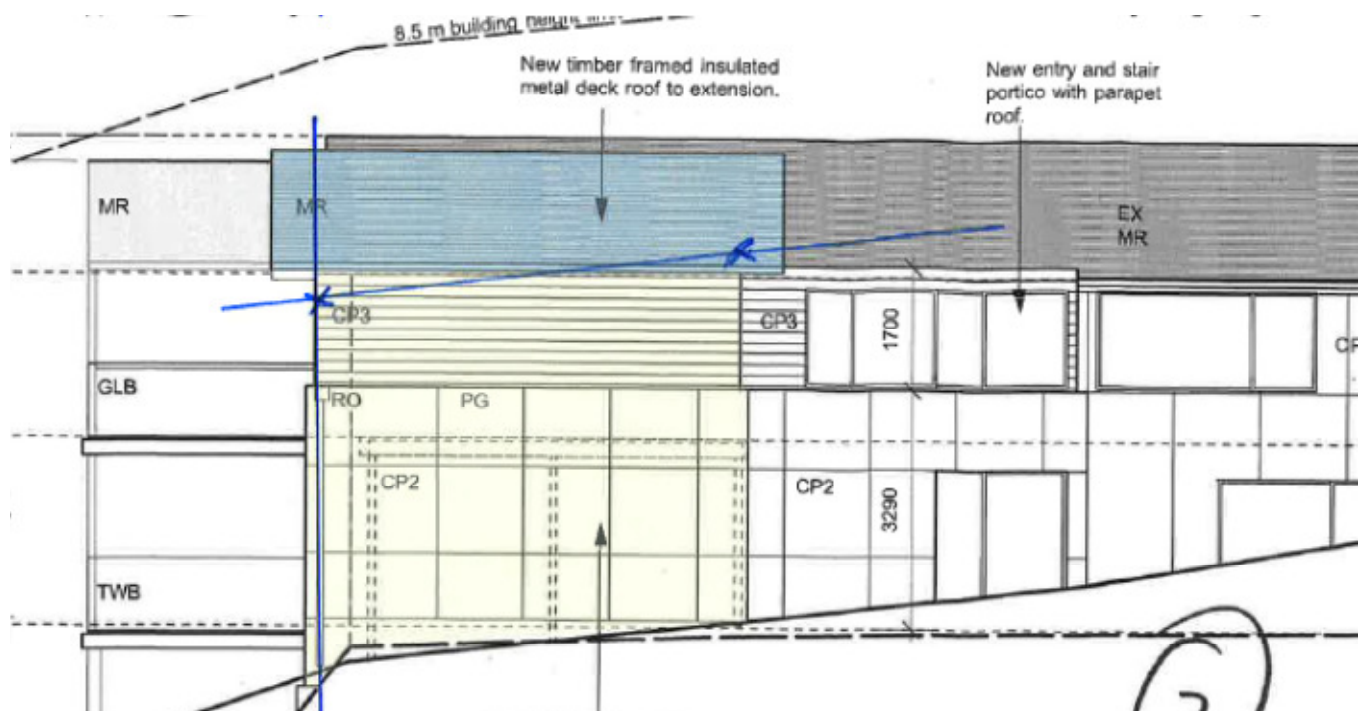 8.5 m building height
New timber framed insulated
metal deck roof to extension.
New entry and stair
portico with parapet
roof.
MR
MR
EX
MR
CP3
CP3
1700
GLB
RO
PG
CP2
CP2
3290
TWB